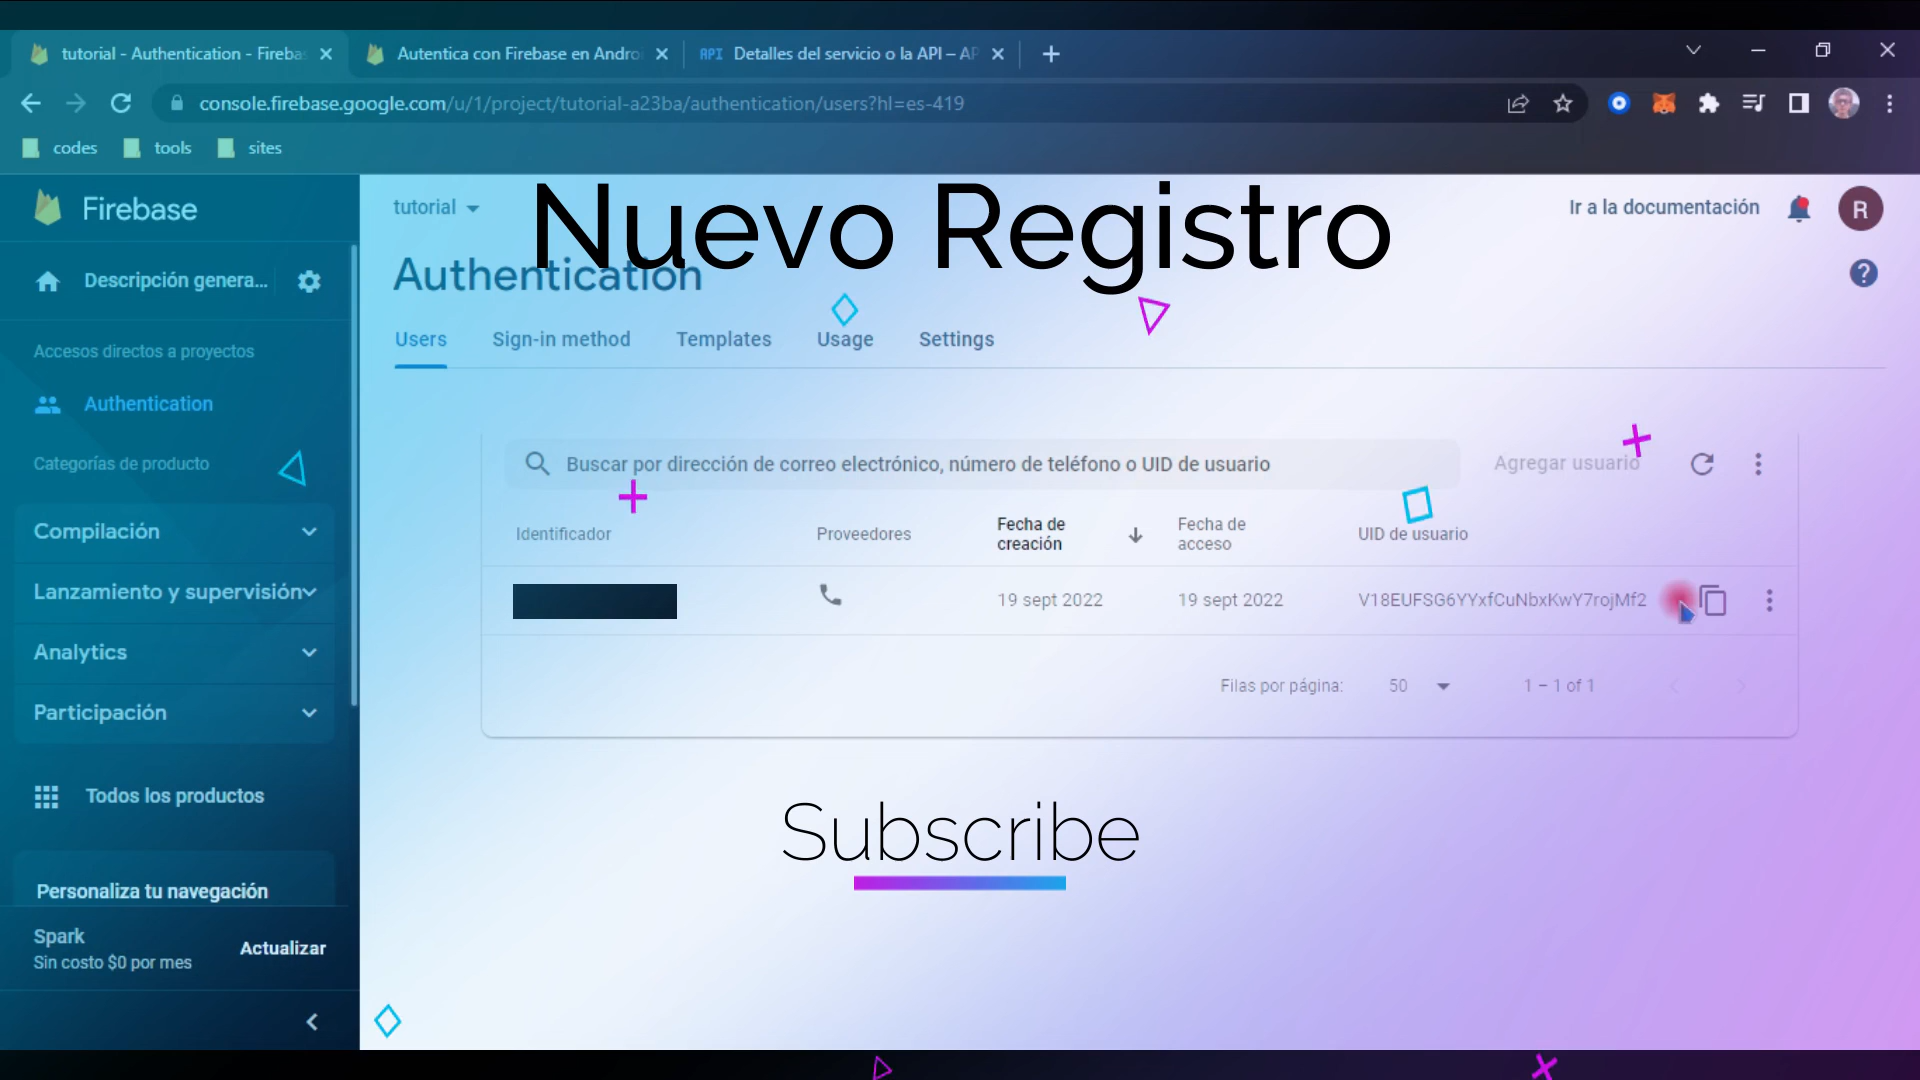 tutorial - Authentication - Fireba
Autentica con Firebase en Andro
API
Detalles del servicio o la API – AP
console.firebase.google.com/u/1/project/tutorial-a23ba/authentication/users?hl=es-419
codes
tools
sites
Firebase
tutorial
Nuevo Registro
Ir a la documentación
R
Descripción genera...
Authentication
Accesos directos a proyectos
Users
Sign-in method
Templates
Usage
Settings
Authentication
Categorías de producto
Buscar por dirección de correo electrónico, número de teléfono o UID de usuario
Agregar usuario
Compilación
Identificador
Proveedores
Fecha de
creación
Fecha de
acceso
UID de usuario
Lanzamiento y supervisión
19 sept 2022
19 sept 2022
V18EUFSG6YYxfCuNbxKwY7rojMf2
Analytics
Filas por página:
50
1 – 1 of 1
Participación
Todos los productos
Subscribe
Personaliza tu navegación
Spark
Sin costo $0 por mes
Actualizar